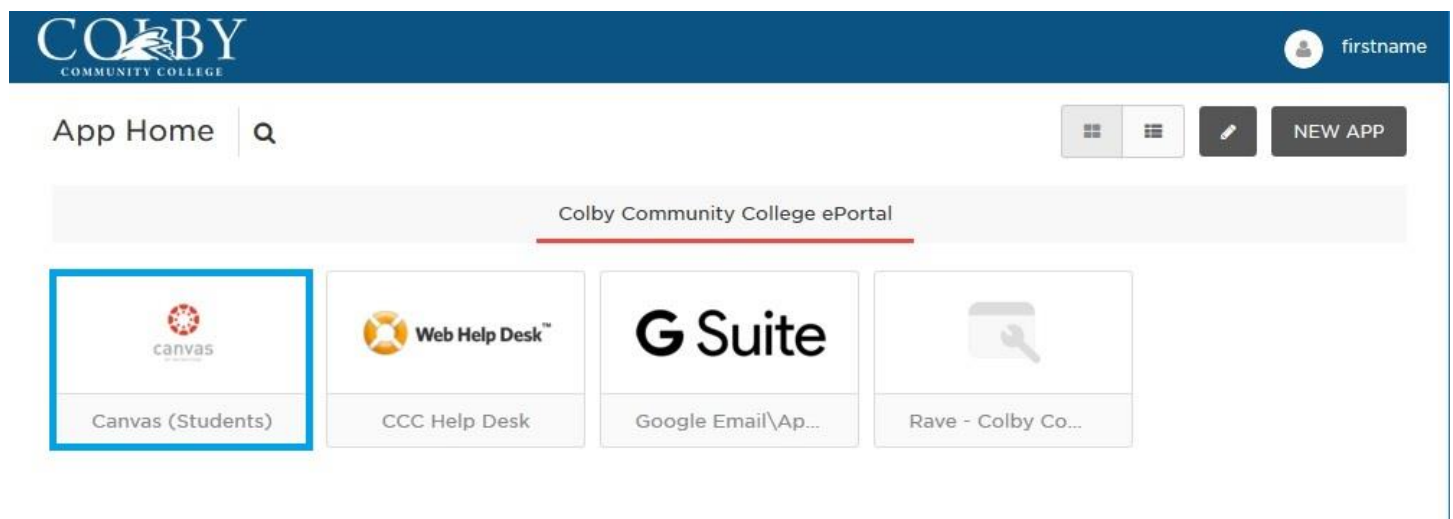 COLBY
COMMUNITY COLLEGE
firstname
App Home
NEW APP
Colby Community College ePortal
canvas
Web Help Desk™
G Suite
Canvas (Students)
CCC Help Desk
Google Email\Ap...
Rave - Colby Co...